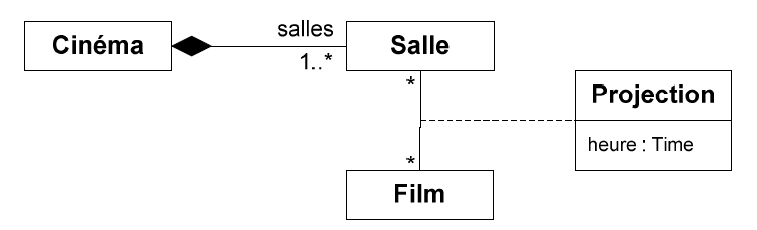 Cinéma
salles
1..*
Salle
*
Projection
heure : Time
*
Film